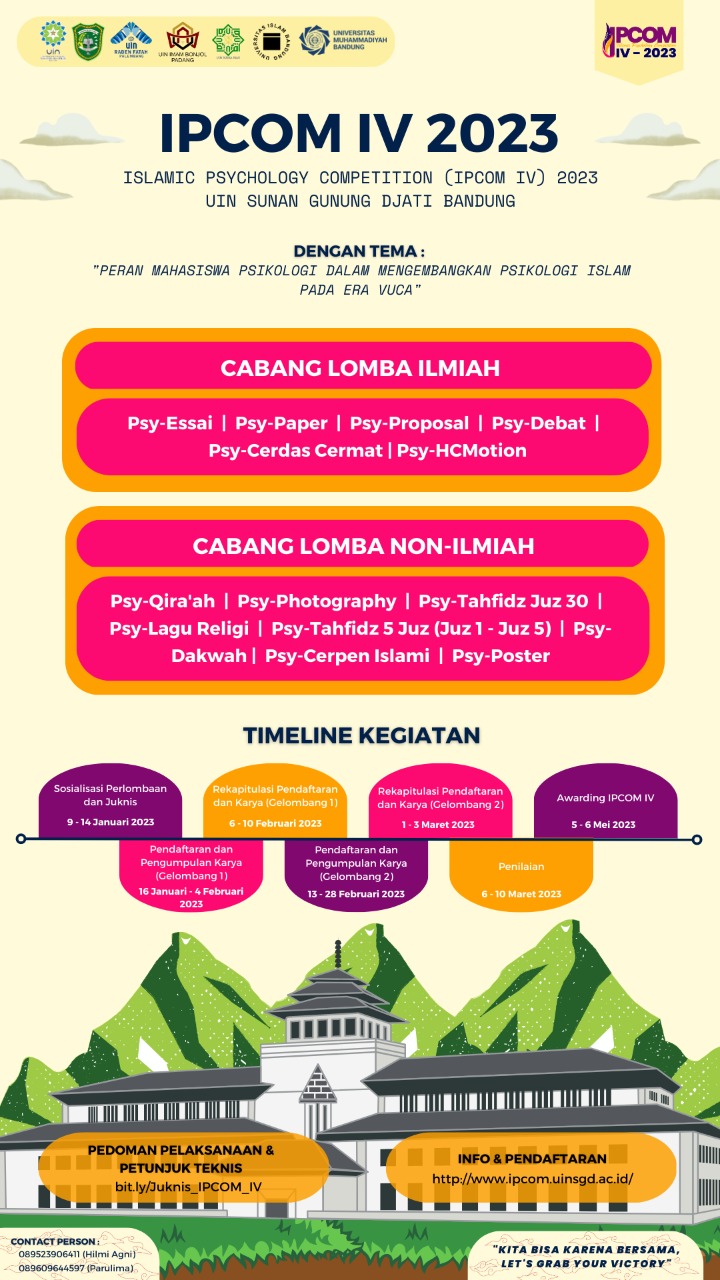 uin
uin
RADEN FATAH
PALEMBANG
UIN IMAM BONJOL
PADANG
UNIVERSITAS ISLAM BANDUNG
UNIVERSITAS
MUHAMMADIYAH
BANDUNG
IPCOM
IV - 2023
IPCOM IV 2023
ISLAMIC PSYCHOLOGY COMPETITION (IPCOM IV) 2023
UIN SUNAN GUNUNG DJATI BANDUNG
DENGAN TEMA :
"PERAN MAHASISWA PSIKOLOGI DALAM MENGEMBANGKAN PSIKOLOGI ISLAM
PADA ERA VUCA"
CABANG LOMBA ILMIAH
Psy-Essai | Psy-Paper | Psy-Proposal | Psy-Debat |
Psy-Cerdas Cermat | Psy-HCMotion
CABANG LOMBA NON-ILMIAH
Psy-Qira'ah | Psy-Photography | Psy-Tahfidz Juz 30 |
Psy-Lagu Religi | Psy-Tahfidz 5 Juz (Juz 1 - Juz 5) | Psy-
Dakwah | Psy-Cerpen Islami | Psy-Poster
TIMELINE KEGIATAN
Sosialisasi Perlombaan
dan Juknis
9 - 14 Januari 2023
Pendaftaran dan
Pengumpulan Karya
(Gelombang 1)
16 Januari - 4 Februari
2023
Rekapitulasi Pendaftaran
dan Karya (Gelombang 1)
6 - 10 Februari 2023
Pendaftaran dan
Pengumpulan Karya
(Gelombang 2)
13 - 28 Februari 2023
Rekapitulasi Pendaftaran
dan Karya (Gelombang 2)
1 - 3 Maret 2023
Penilaian
6 - 10 Maret 2023
Awarding IPCOM IV
5 - 6 Mei 2023
PEDOMAN PELAKSANAAN &
PETUNJUK TEKNIS
bit.ly/Juknis_IPCOM_IV
INFO & PENDAFTARAN
http://www.ipcom.uinsgd.ac.id/
CONTACT PERSON :
089523906411 (Hilmi Agni)
089609644597 (Parulima)
"KITA BISA KARENA BERSAMA,
LET'S GRAB YOUR VICTORY"